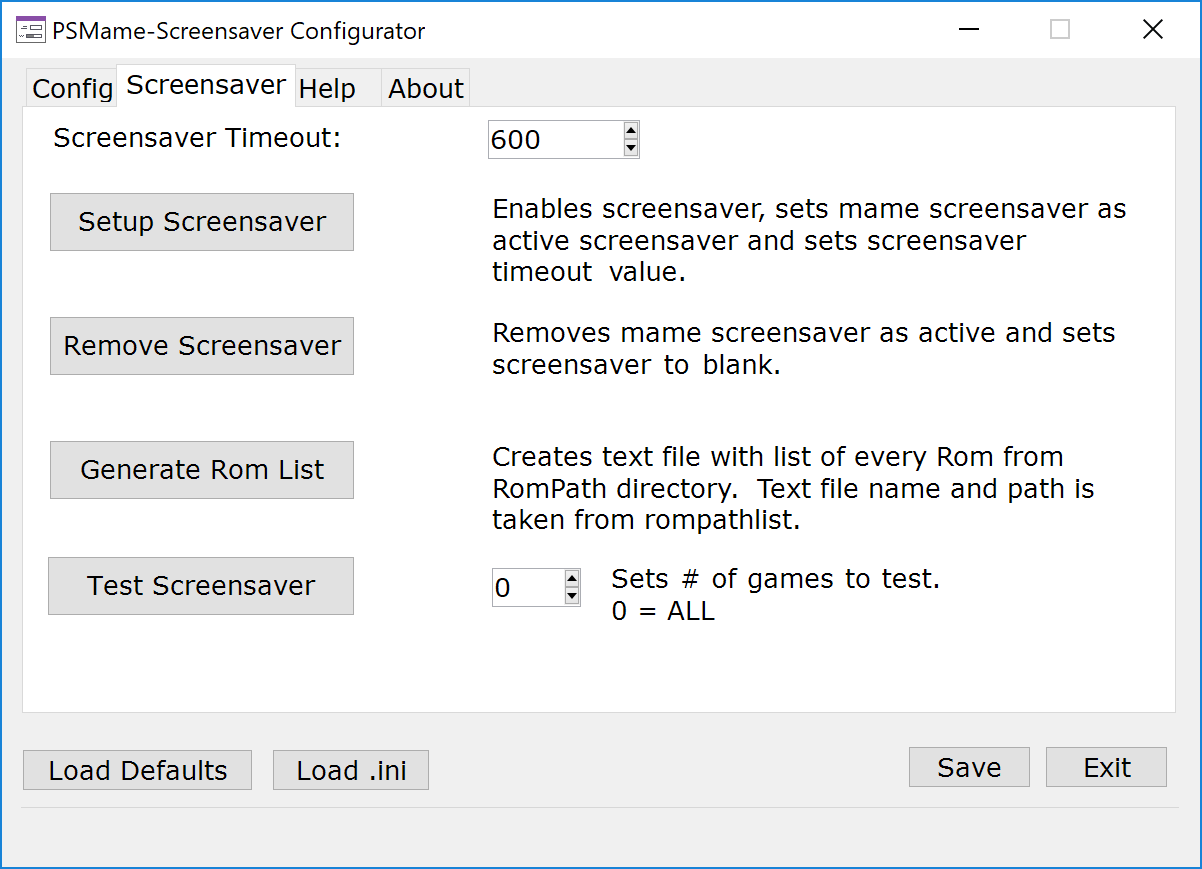 PSMame-Screensaver Configurator
Config Screensaver Help About
Screensaver Timeout: 600
Setup Screensaver
Enables screensaver, sets mame screensaver as
active screensaver and sets screensaver
timeout  value.
Remove Screensaver
Removes mame screensaver as active and sets
screensaver to blank.
Generate Rom List
Creates text file with list of every Rom from
RomPath directory.  Text file name and path is
taken from rompathlist.
Test Screensaver
0
Sets # of games to test.
0 = ALL
Load Defaults Load .ini Save Exit